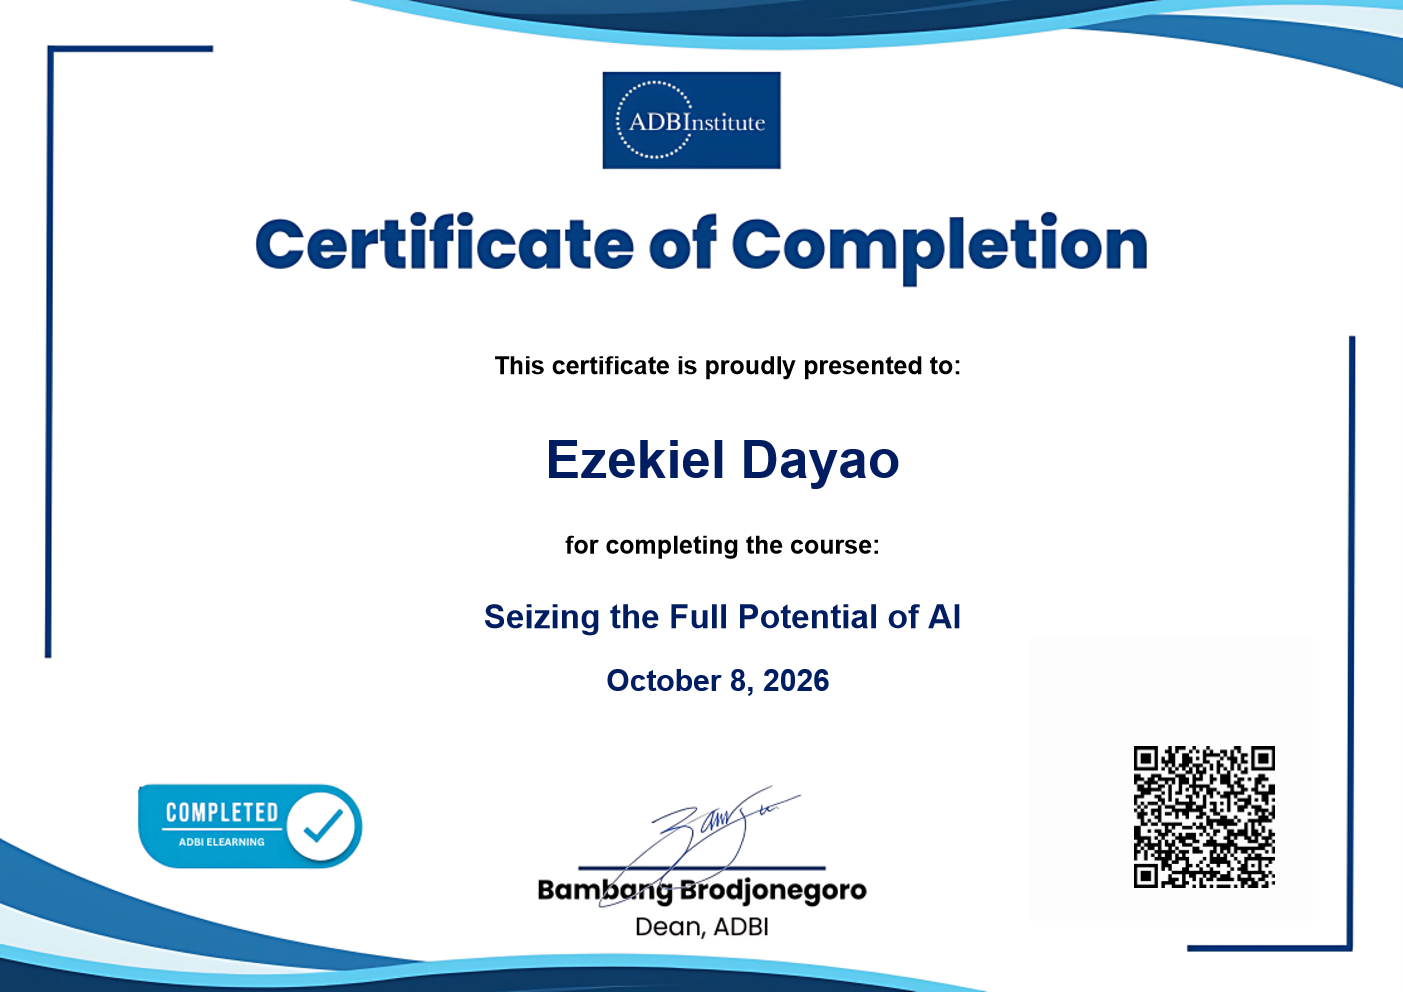 ADBInstitute
Certificate of Completion
This certificate is proudly presented to:
Ezekiel Dayao
for completing the course:
Seizing the Full Potential of AI
October 8, 2026
COMPLETED
ADBI ELEARNING
Bambang Brodjonegoro
Dean, ADBI